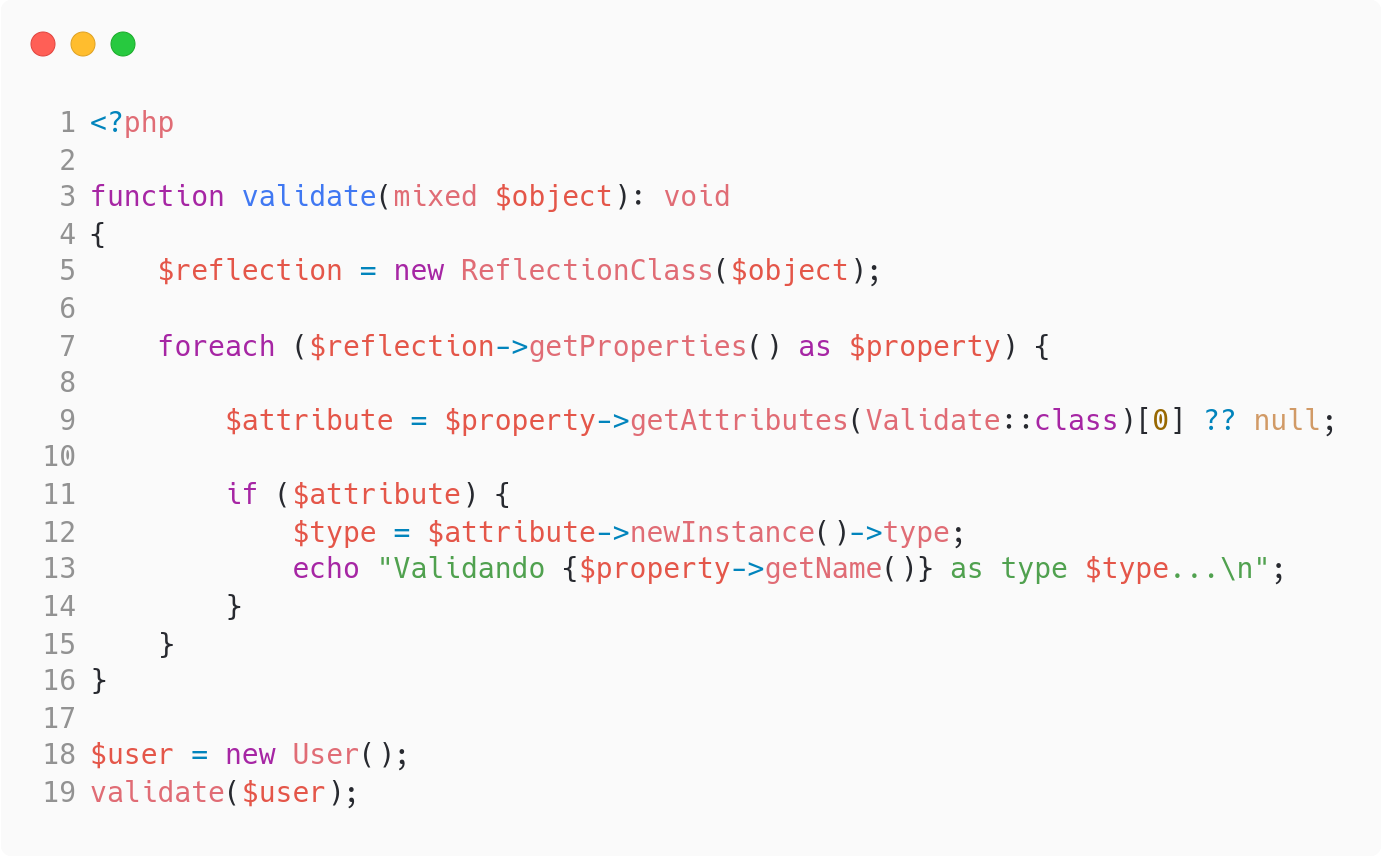 1 <?php
2
3 function validate(mixed $object): void
4 {
5     $reflection = new ReflectionClass($object);
6
7     foreach ($reflection->getProperties() as $property) {
8
9         $attribute = $property->getAttributes(Validate::class)[0] ?? null;
10
11         if ($attribute) {
12             $type = $attribute->newInstance()->type;
13             echo "Validando {$property->getName()} as type $type...\n";
14         }
15     }
16 }
17
18 $user = new User();
19 validate($user);